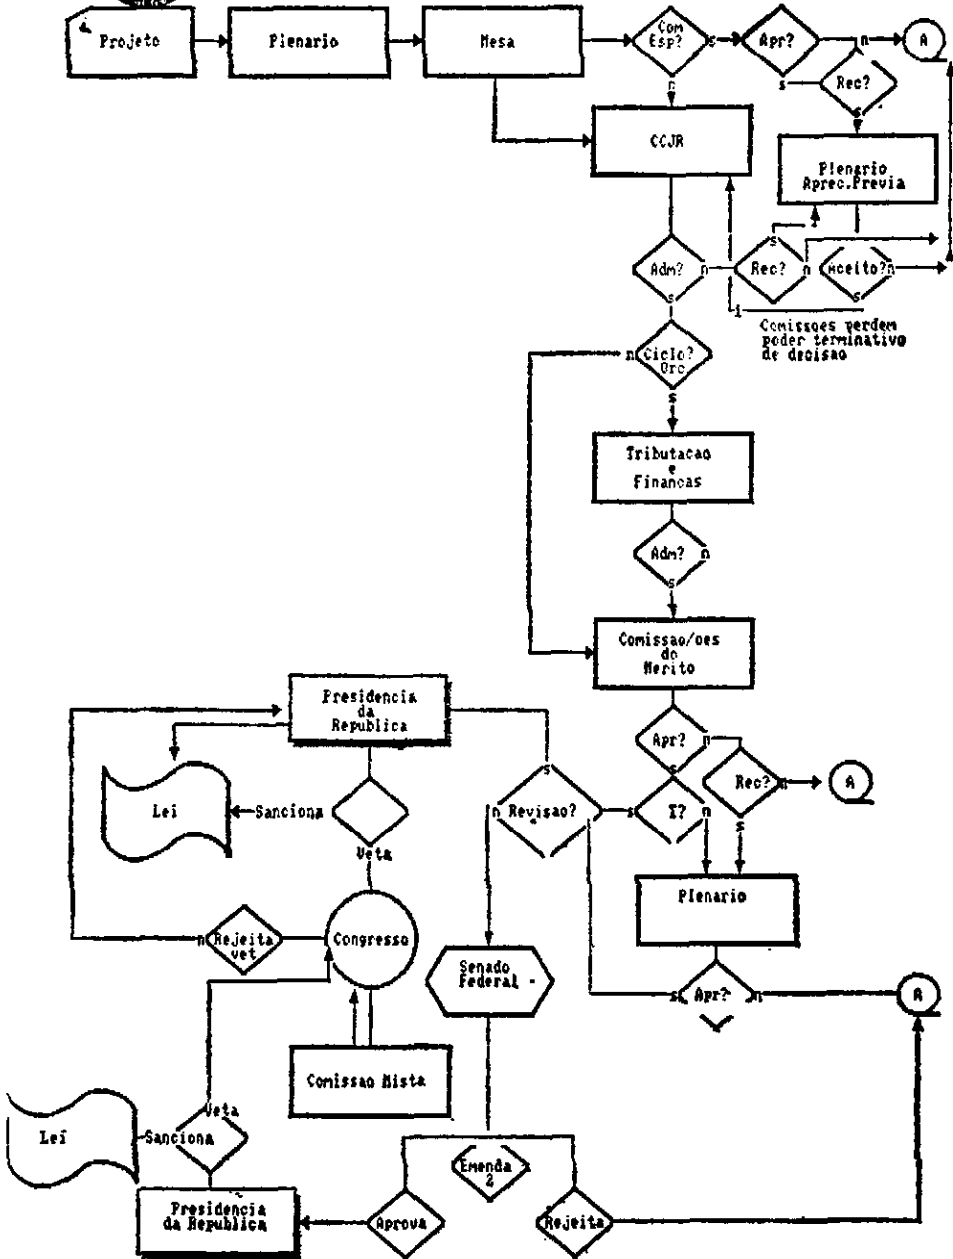 Projeto
Plenario
Mesa
Com
Esp?
s
Apr?
n
A
n
s
Rec?
s
CCJR
Plenario
Aprec.Previa
s
Adm?
n
Rec?
n
Aceito?
n
s
s
i
Comissoes perdem
poder terminativo
de decisao
n
Ciclo?
Orc
s
Tributacao
e
Financas
Adm?
n
s
Comissao/oes
do
Merito
Presidencia
da
Republica
Apr?
n
s
s
Rec?
n
A
Lei
Sanciona
n
Revisao?
s
T?
n
s
Veta
Plenario
n
Rejeita
vet
Congresso
Senado
Federal -
s
Apr?
n
A
Comissao Mista
Veta
Lei
Sanciona
Emenda
2
Presidencia
da Republica
Aprova
Rejeita